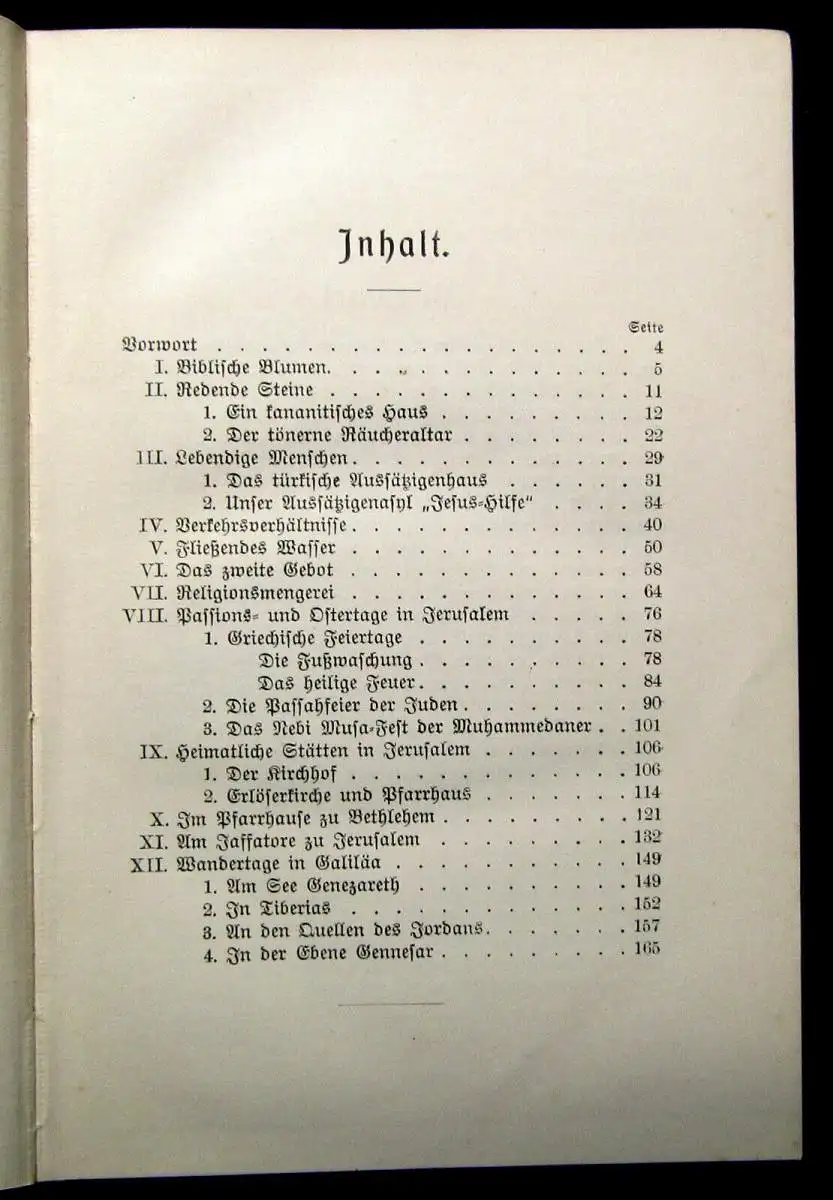 Inhalt.
Seite
Vorwort . . . . . . . . . . . . . . . . . . . 4
I. Biblische Blumen. . . . . . . . . . . . . . 5
II. Redende Steine . . . . . . . . . . . . . . 11
1. Ein kananitisches Haus . . . . . . . . . 12
2. Der tönerne Räucheraltar . . . . . . . . 22
III. Lebendige Menschen. . . . . . . . . . . . . 29
1. Das türkische Aussätzigenhaus . . . . . . 31
2. Unser Aussätzigenasyl „Jesus-Hilfe“ . . . . 34
IV. Verkehrsverhältnisse. . . . . . . . . . . . . 40
V. Fließendes Wasser . . . . . . . . . . . . . 50
VI. Das zweite Gebot . . . . . . . . . . . . . 58
VII. Religionsmengerei . . . . . . . . . . . . . 64
VIII. Passions- und Ostertage in Jerusalem . . . . . 76
1. Griechische Feiertage . . . . . . . . . . 78
Die Fußwaschung . . . . . . . . . . 78
Das heilige Feuer. . . . . . . . . . 84
2. Die Passahfeier der Juden. . . . . . . . 90
3. Das Nebi Musa-Fest der Muhammedaner . . 101
IX. Heimatliche Stätten in Jerusalem . . . . . . . 106
1. Der Kirchhof . . . . . . . . . . . . . 106
2. Erlöserkirche und Pfarrhaus . . . . . . . 114
X. Im Pfarrhause zu Bethlehem . . . . . . . . . 121
XI. Am Jaffatore zu Jerusalem . . . . . . . . . 132
XII. Wandertage in Galiläa . . . . . . . . . . . 149
1. Am See Genezareth . . . . . . . . . . 149
2. In Tiberias . . . . . . . . . . . . . 152
3. An den Quellen des Jordans. . . . . . . 157
4. In der Ebene Gennesar . . . . . . . . . 165